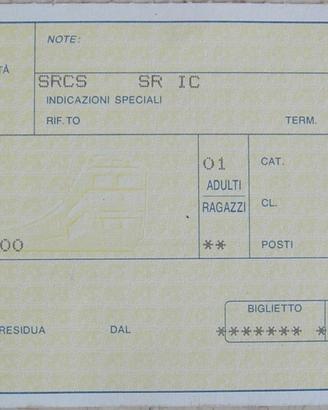 NOTE:
TÀ
SRCS SR IC
INDICAZIONI SPECIALI
RIF.TO TERM.
01 CAT.
ADULTI
RAGAZZI CL.
00 ** POSTI
BIGLIETTO
RESIDUA DAL ******* *